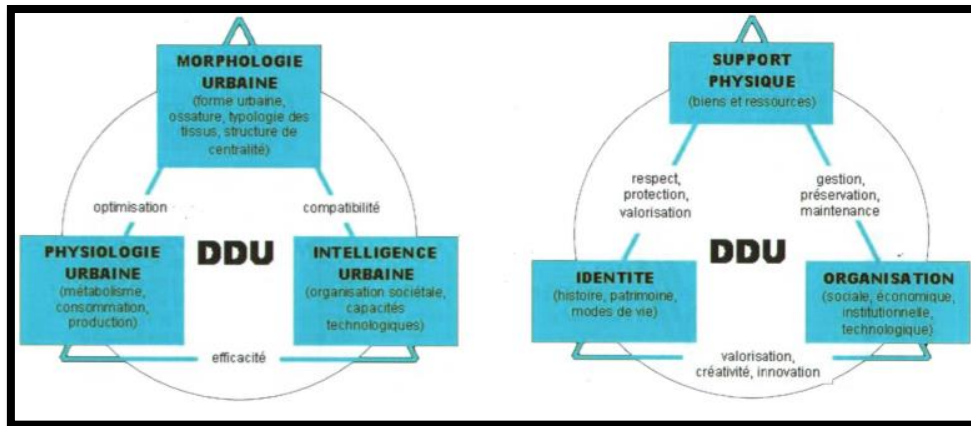 MORPHOLOGIE
URBAINE
(forme urbaine,
ossature, typologie des
tissus, structure de
centralité)
optimisation
compatibilité
PHYSIOLOGIE
URBAINE
(métabolisme,
consommation,
production)
DDU
INTELLIGENCE
URBAINE
(organisation sociétale,
capacités
technologiques)
efficacité
SUPPORT
PHYSIQUE
(biens et ressources)
respect,
protection,
valorisation
gestion,
préservation,
maintenance
DDU
IDENTITE
(histoire, patrimoine,
modes de vie)
ORGANISATION
(sociale, économique,
institutionnelle,
technologique)
valorisation,
créativité, innovation